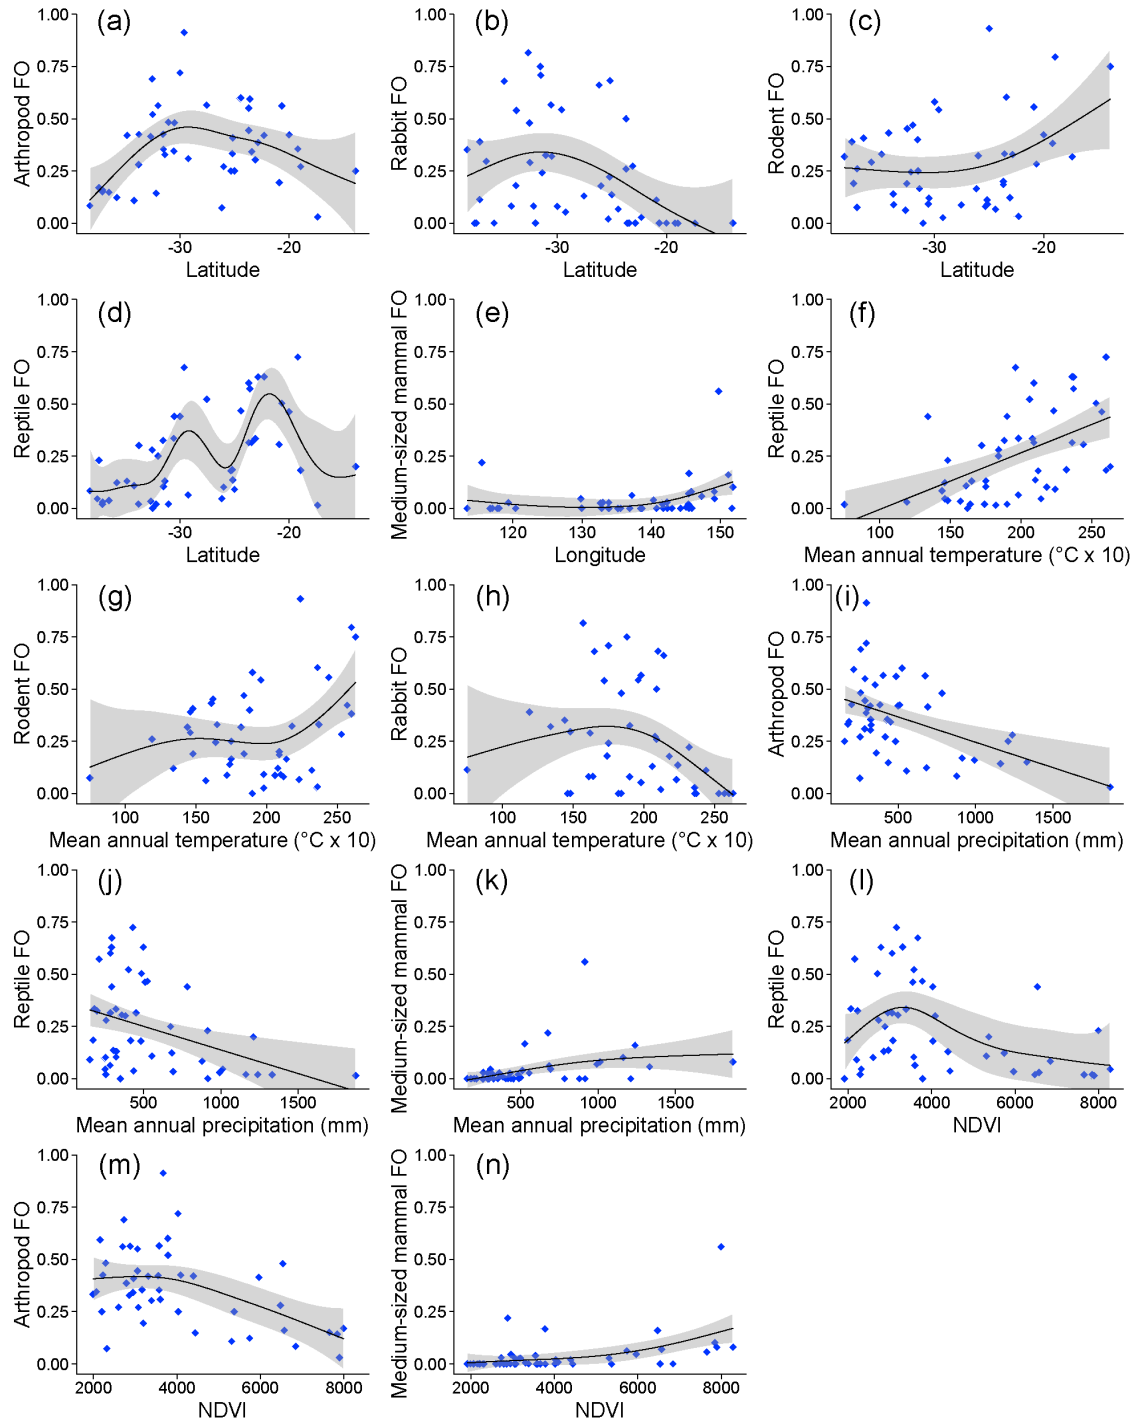 (a)
Arthropod FO
1.00
0.75
0.50
0.25
0.00
-30 -20
Latitude
(b)
Rabbit FO
1.00
0.75
0.50
0.25
0.00
-30 -20
Latitude
(c)
Rodent FO
1.00
0.75
0.50
0.25
0.00
-30 -20
Latitude
(d)
Reptile FO
1.00
0.75
0.50
0.25
0.00
-30 -20
Latitude
(e)
Medium-sized mammal FO
1.00
0.75
0.50
0.25
0.00
120 130 140 150
Longitude
(f)
Reptile FO
1.00
0.75
0.50
0.25
0.00
100 150 200 250
Mean annual temperature (°C x 10)
(g)
Rodent FO
1.00
0.75
0.50
0.25
0.00
100 150 200 250
Mean annual temperature (°C x 10)
(h)
Rabbit FO
1.00
0.75
0.50
0.25
0.00
100 150 200 250
Mean annual temperature (°C x 10)
(i)
Arthropod FO
1.00
0.75
0.50
0.25
0.00
500 1000 1500
Mean annual precipitation (mm)
(j)
Reptile FO
1.00
0.75
0.50
0.25
0.00
500 1000 1500
Mean annual precipitation (mm)
(k)
Medium-sized mammal FO
1.00
0.75
0.50
0.25
0.00
500 1000 1500
Mean annual precipitation (mm)
(l)
Reptile FO
1.00
0.75
0.50
0.25
0.00
2000 4000 6000 8000
NDVI
(m)
Arthropod FO
1.00
0.75
0.50
0.25
0.00
2000 4000 6000 8000
NDVI
(n)
Medium-sized mammal FO
1.00
0.75
0.50
0.25
0.00
2000 4000 6000 8000
NDVI